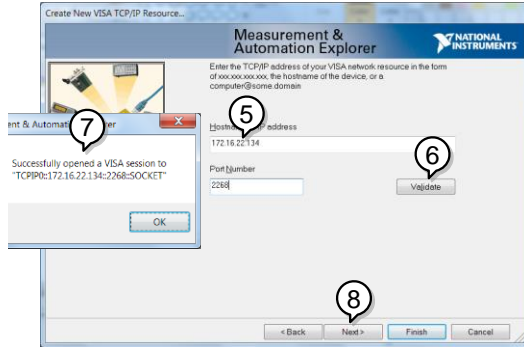 Create New VISA TCP/IP Resource...
Measurement &
Automation Explorer
NATIONAL
INSTRUMENTS
Enter the TCP/IP address of your VISA network resource in the form
of xxx.xxx.xxx.xxx, the hostname of the device, or a
computer@some.domain
5
address
172.16.22.134
6
Port Number
2268
Validate
7
Successfully opened a VISA session to
"TCPIP0::172.16.22.134::2268::SOCKET"
OK
8
< Back
Next >
Finish
Cancel